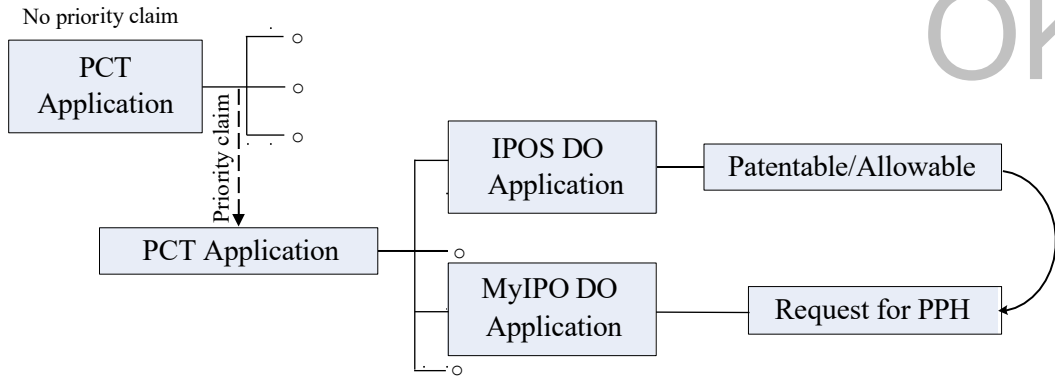 No priority claim
OK
PCT
Application
Priority claim
IPOS DO
Application
Patentable/Allowable
PCT Application
MyIPO DO
Application
Request for PPH